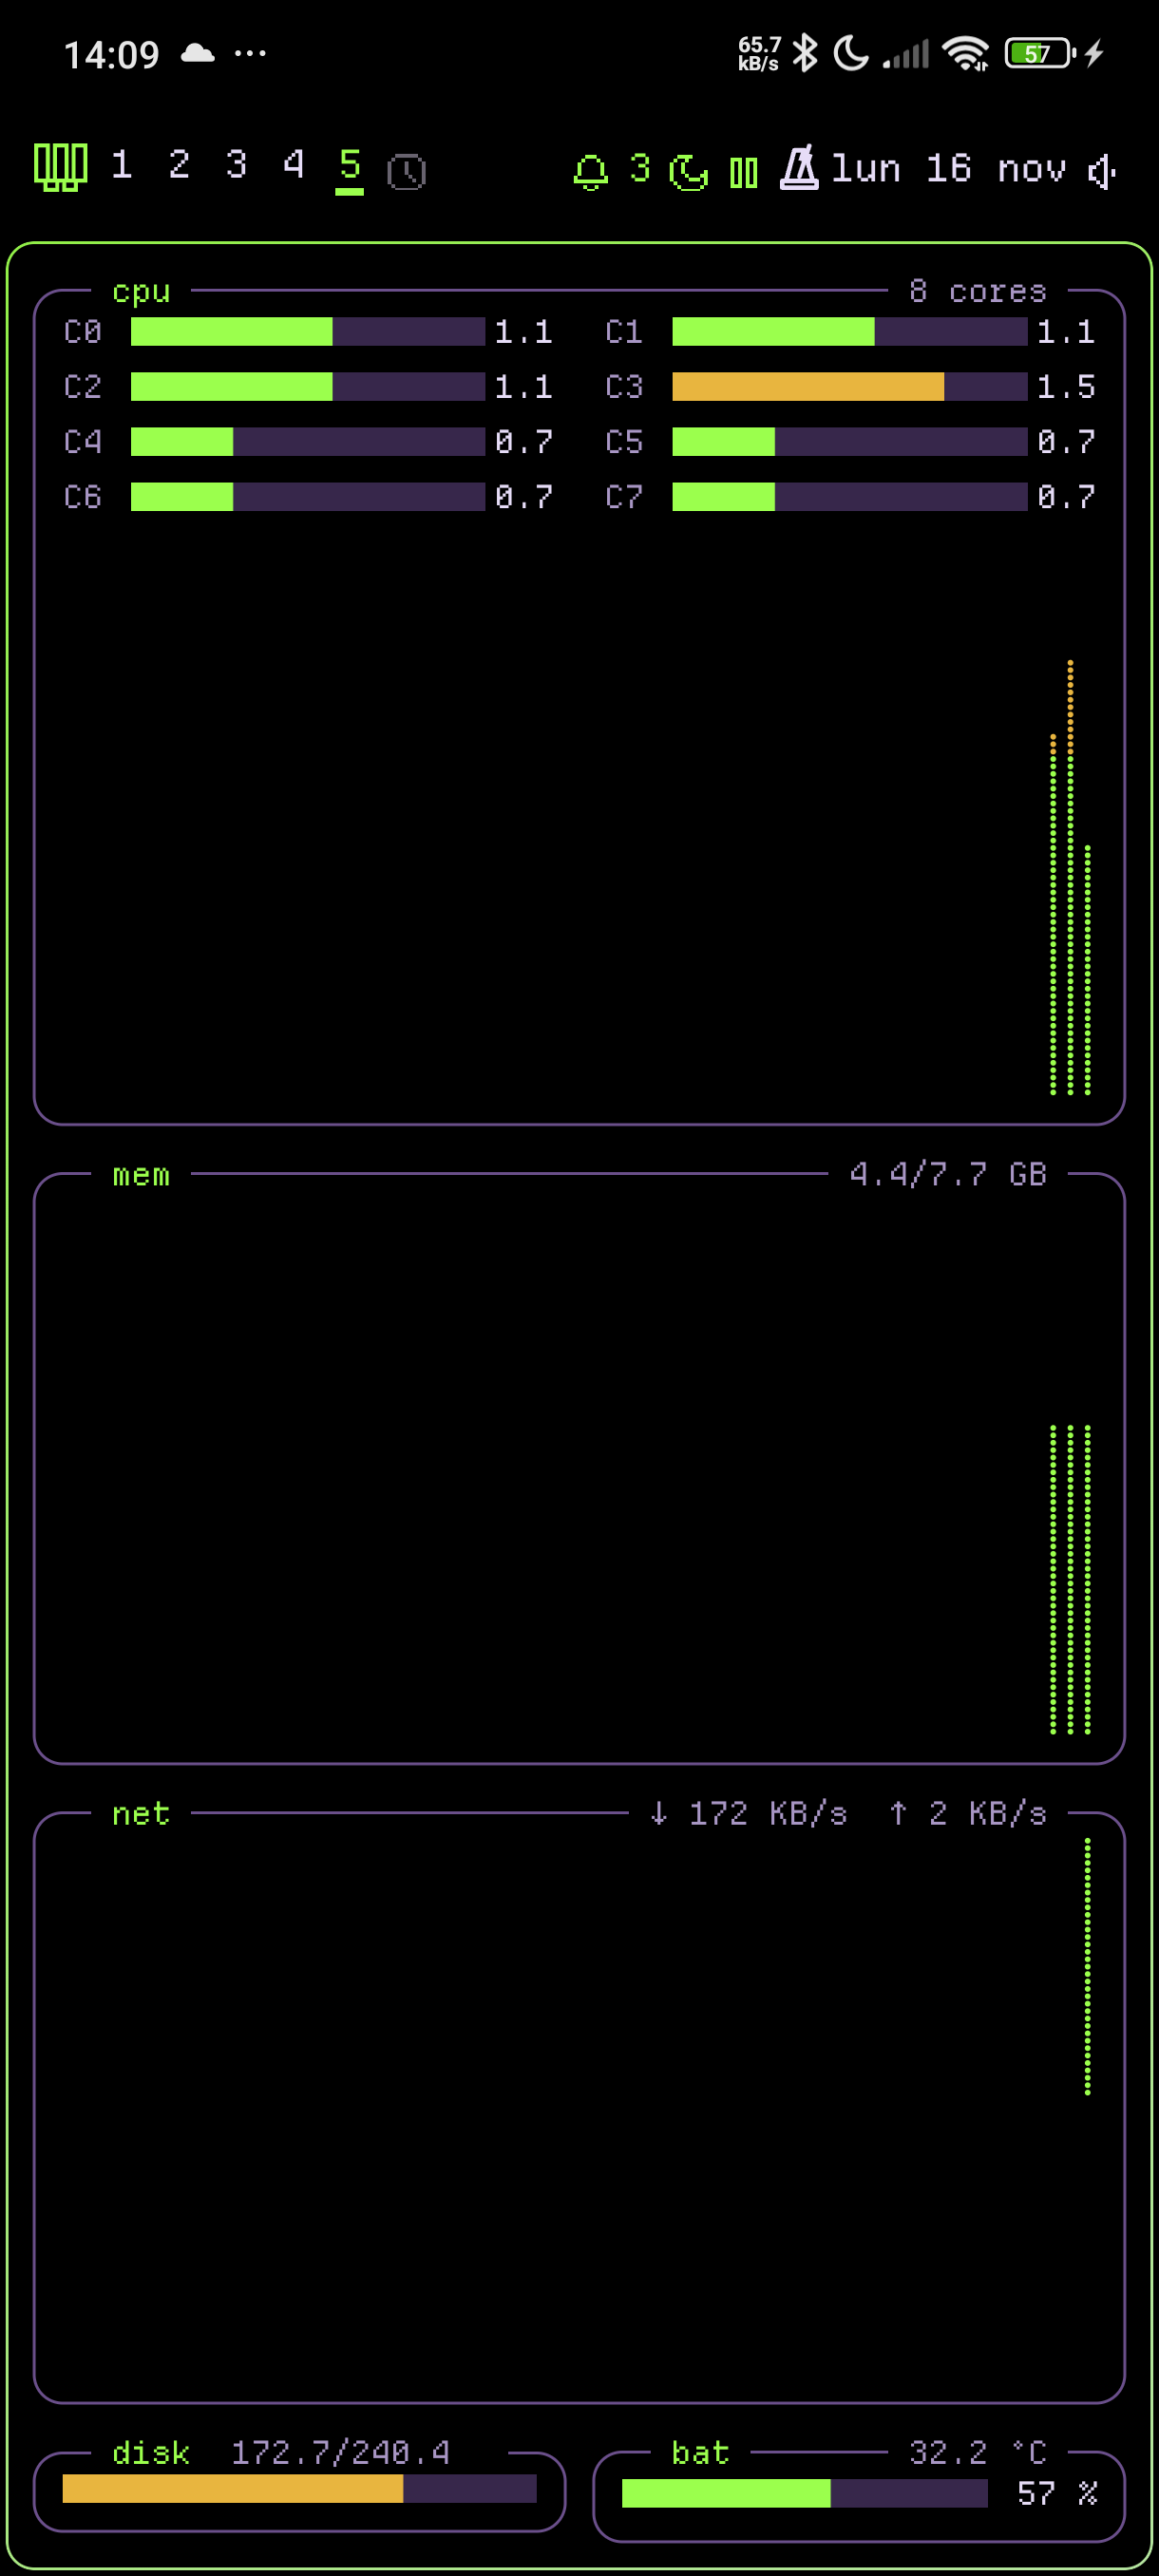 14:09 ... 65.7 kB/s 57
1 2 3 4 5 3 lun 16 nov
cpu 8 cores
C0 1.1 C1 1.1
C2 1.1 C3 1.5
C4 0.7 C5 0.7
C6 0.7 C7 0.7
mem 4.4/7.7 GB
net ↓ 172 KB/s ↑ 2 KB/s
disk 172.7/240.4 bat 32.2 °C
57 %